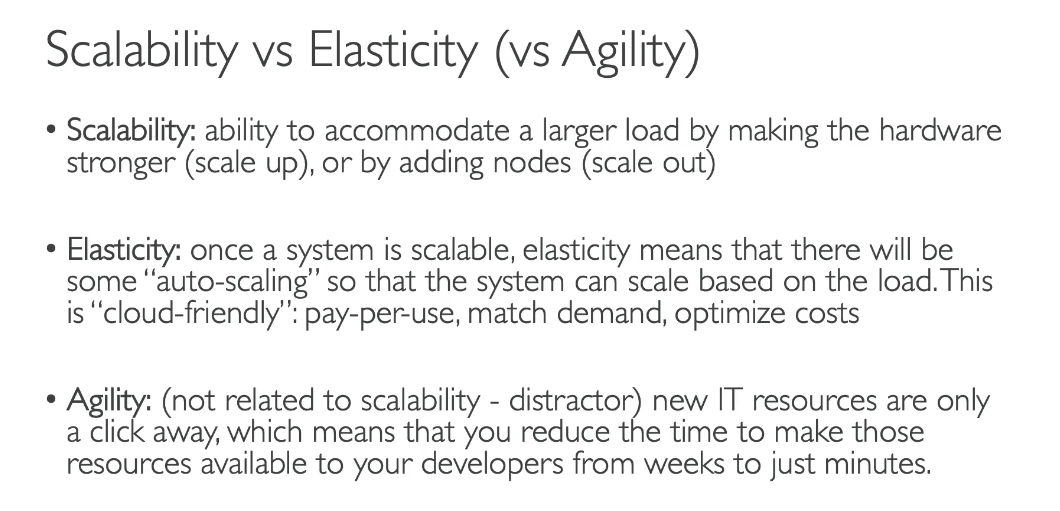 Scalability vs Elasticity (vs Agility)
• Scalability: ability to accommodate a larger load by making the hardware
stronger (scale up), or by adding nodes (scale out)
• Elasticity: once a system is scalable, elasticity means that there will be
some “auto-scaling” so that the system can scale based on the load. This
is “cloud-friendly”: pay-per-use, match demand, optimize costs
• Agility: (not related to scalability - distractor) new IT resources are only
a click away, which means that you reduce the time to make those
resources available to your developers from weeks to just minutes.